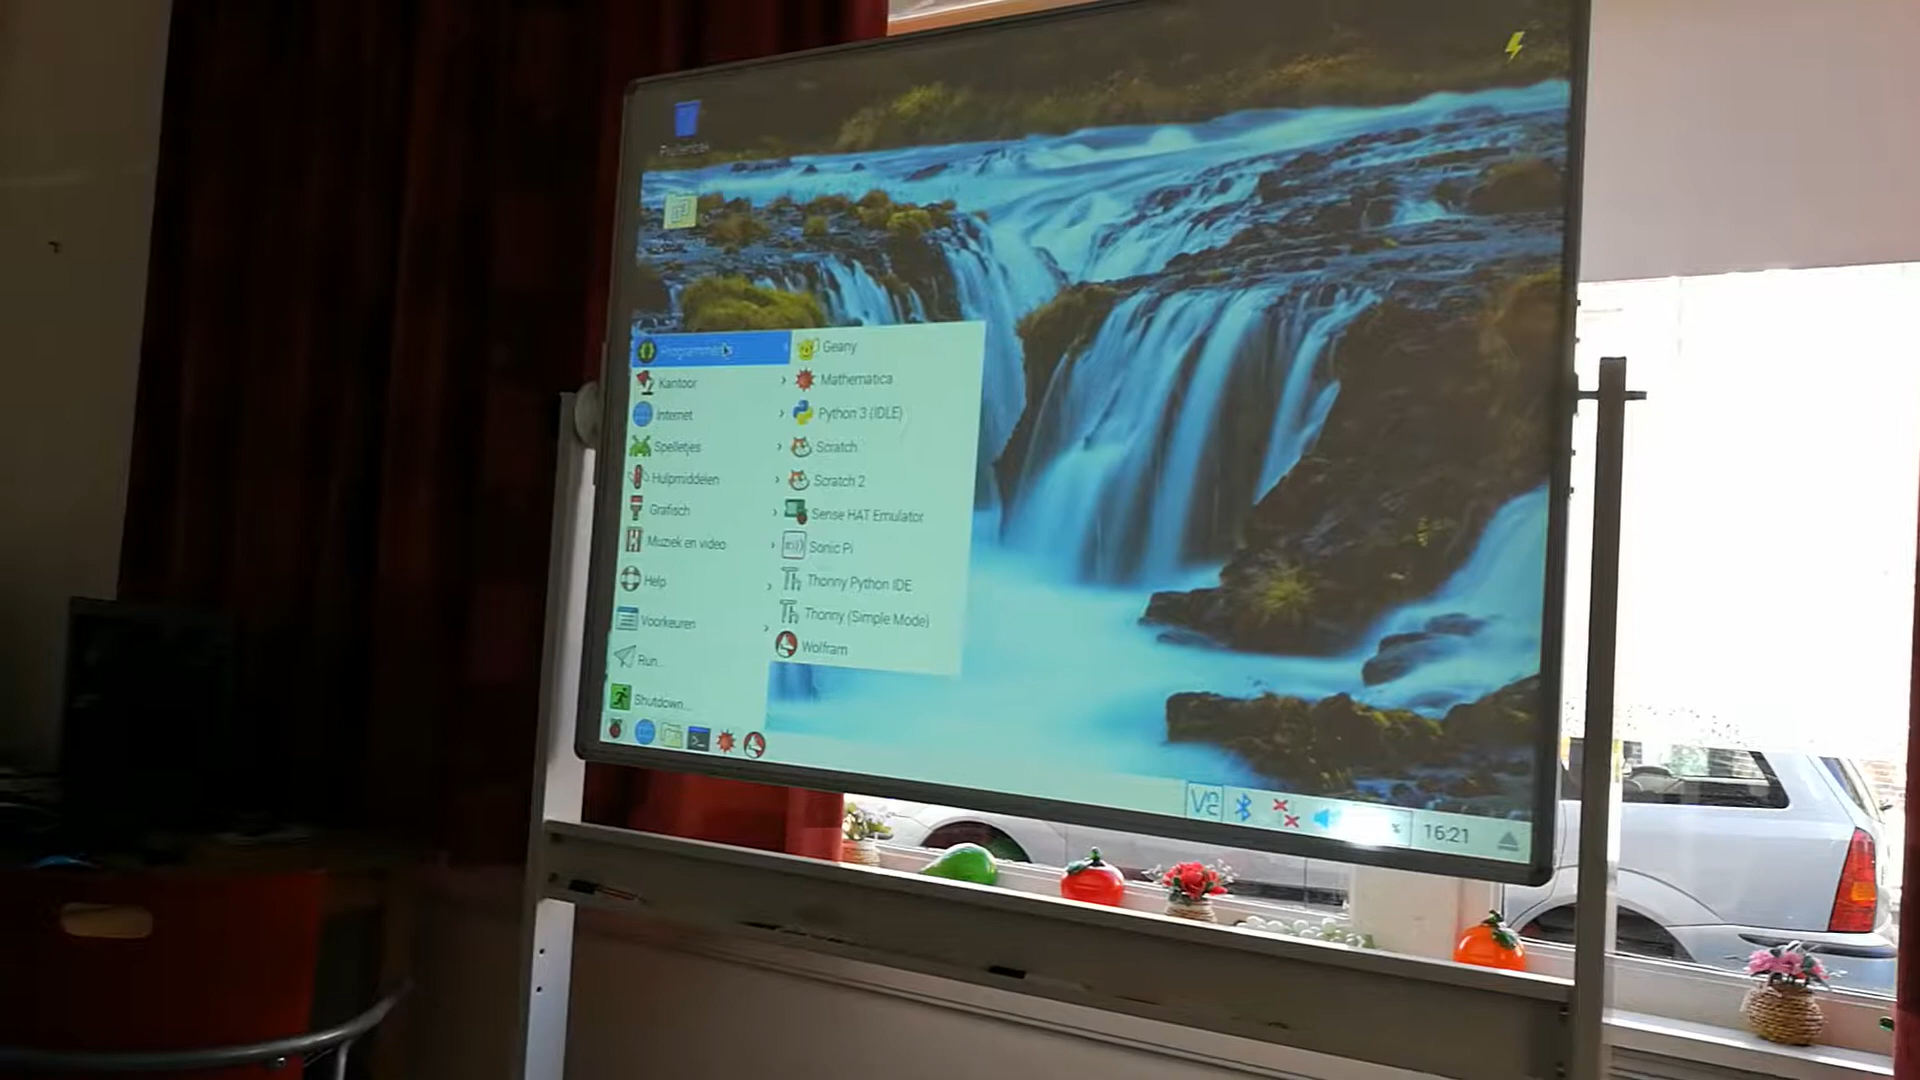 Prullenbak
Programmeren
Kantoor
Internet
Spelletjes
Hulpmiddelen
Grafisch
Muziek en video
Help
Voorkeuren
Run...
Shutdown...
Geany
Mathematica
Python 3 (IDLE)
Scratch
Scratch 2
Sense HAT Emulator
Sonic Pi
Thonny Python IDE
Thonny (Simple Mode)
Wolfram
16:21